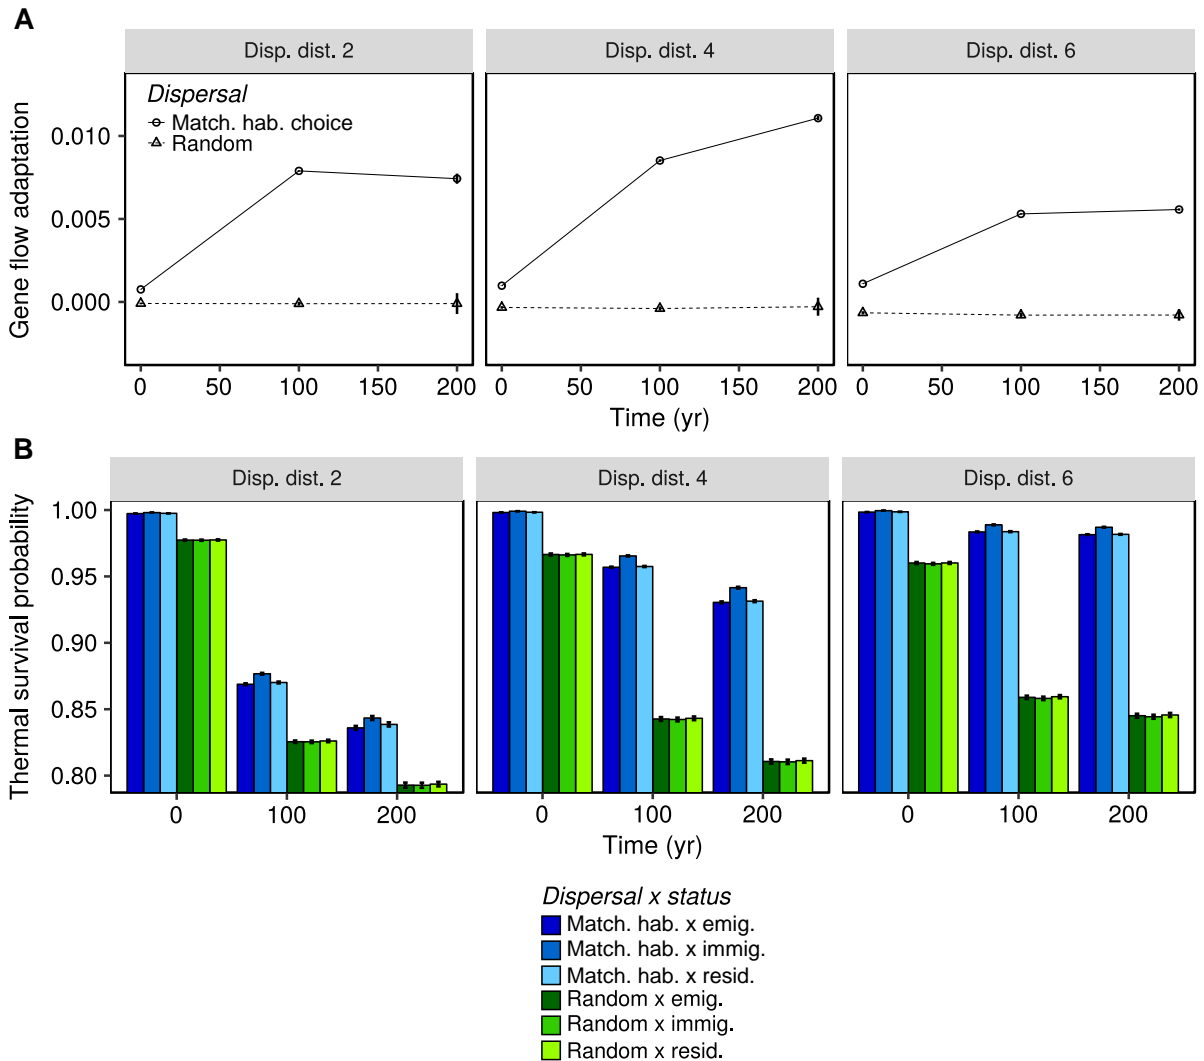 A
Disp. dist. 2
Disp. dist. 4
Disp. dist. 6
Gene flow adaptation
0.010
0.005
0.000
Dispersal
Match. hab. choice
Random
0 50 100 150 200
0 50 100 150 200
0 50 100 150 200
Time (yr)
B
Disp. dist. 2
Disp. dist. 4
Disp. dist. 6
Thermal survival probability
1.00
0.95
0.90
0.85
0.80
0 100 200
0 100 200
0 100 200
Time (yr)
Dispersal x status
Match. hab. x emig.
Match. hab. x immig.
Match. hab. x resid.
Random x emig.
Random x immig.
Random x resid.